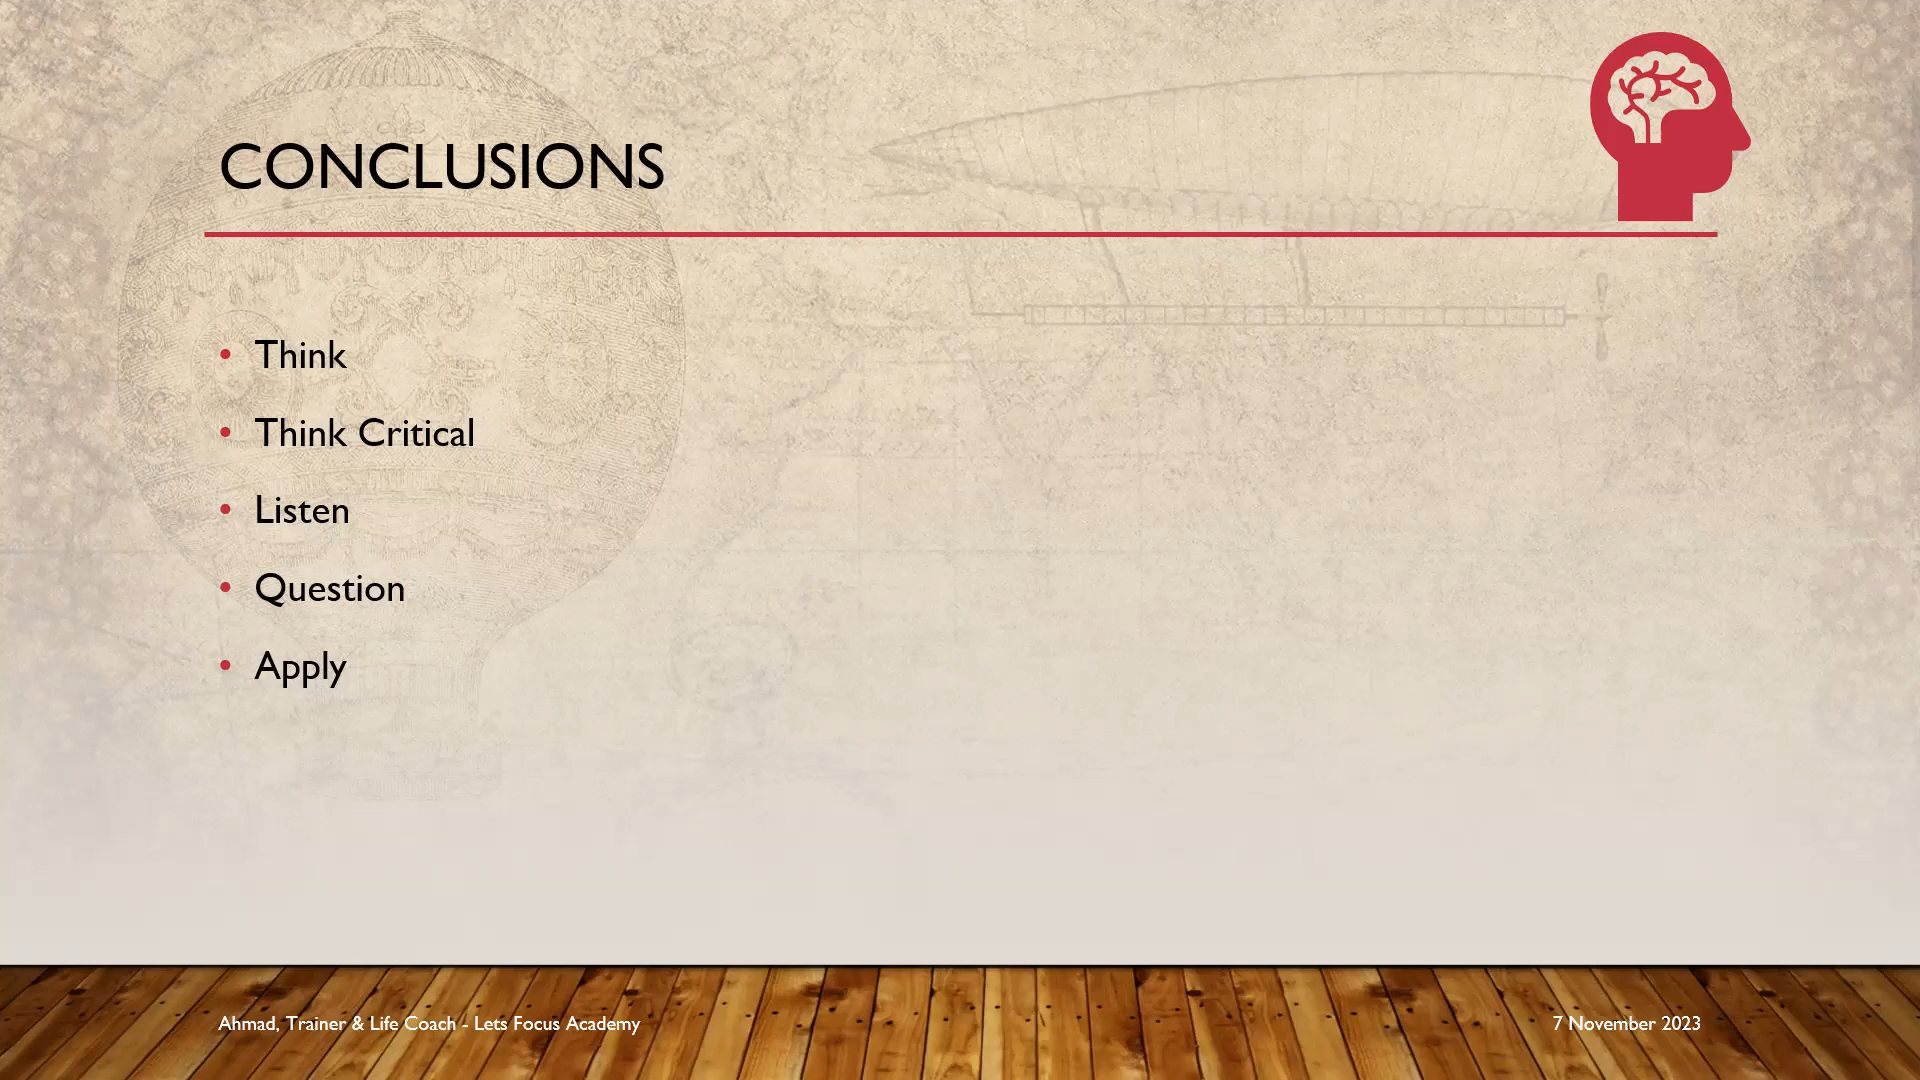 CONCLUSIONS
• Think
• Think Critical
• Listen
• Question
• Apply
Ahmad, Trainer & Life Coach - Lets Focus Academy
7 November 2023